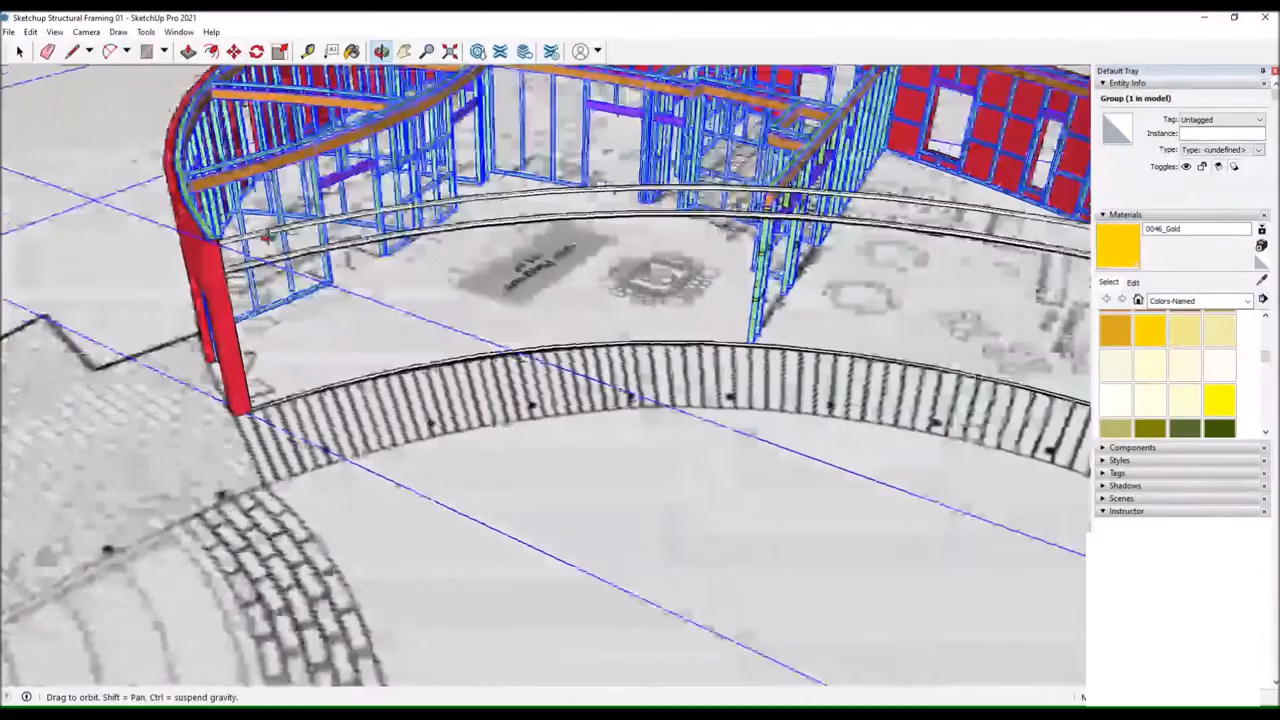 Sketchup Structural Framing 01 - SketchUp Pro 2021
File Edit View Camera Draw Tools Window Help
Default Tray
Entity Info
Group (1 in model)
Tag: Untagged
Instance:
Type: Type: <undefined>
Toggles:
Materials
0046_Gold
Select Edit
Colors-Named
Components
Styles
Tags
Shadows
Scenes
Instructor
Drag to orbit. Shift = Pan, Ctrl = suspend gravity.